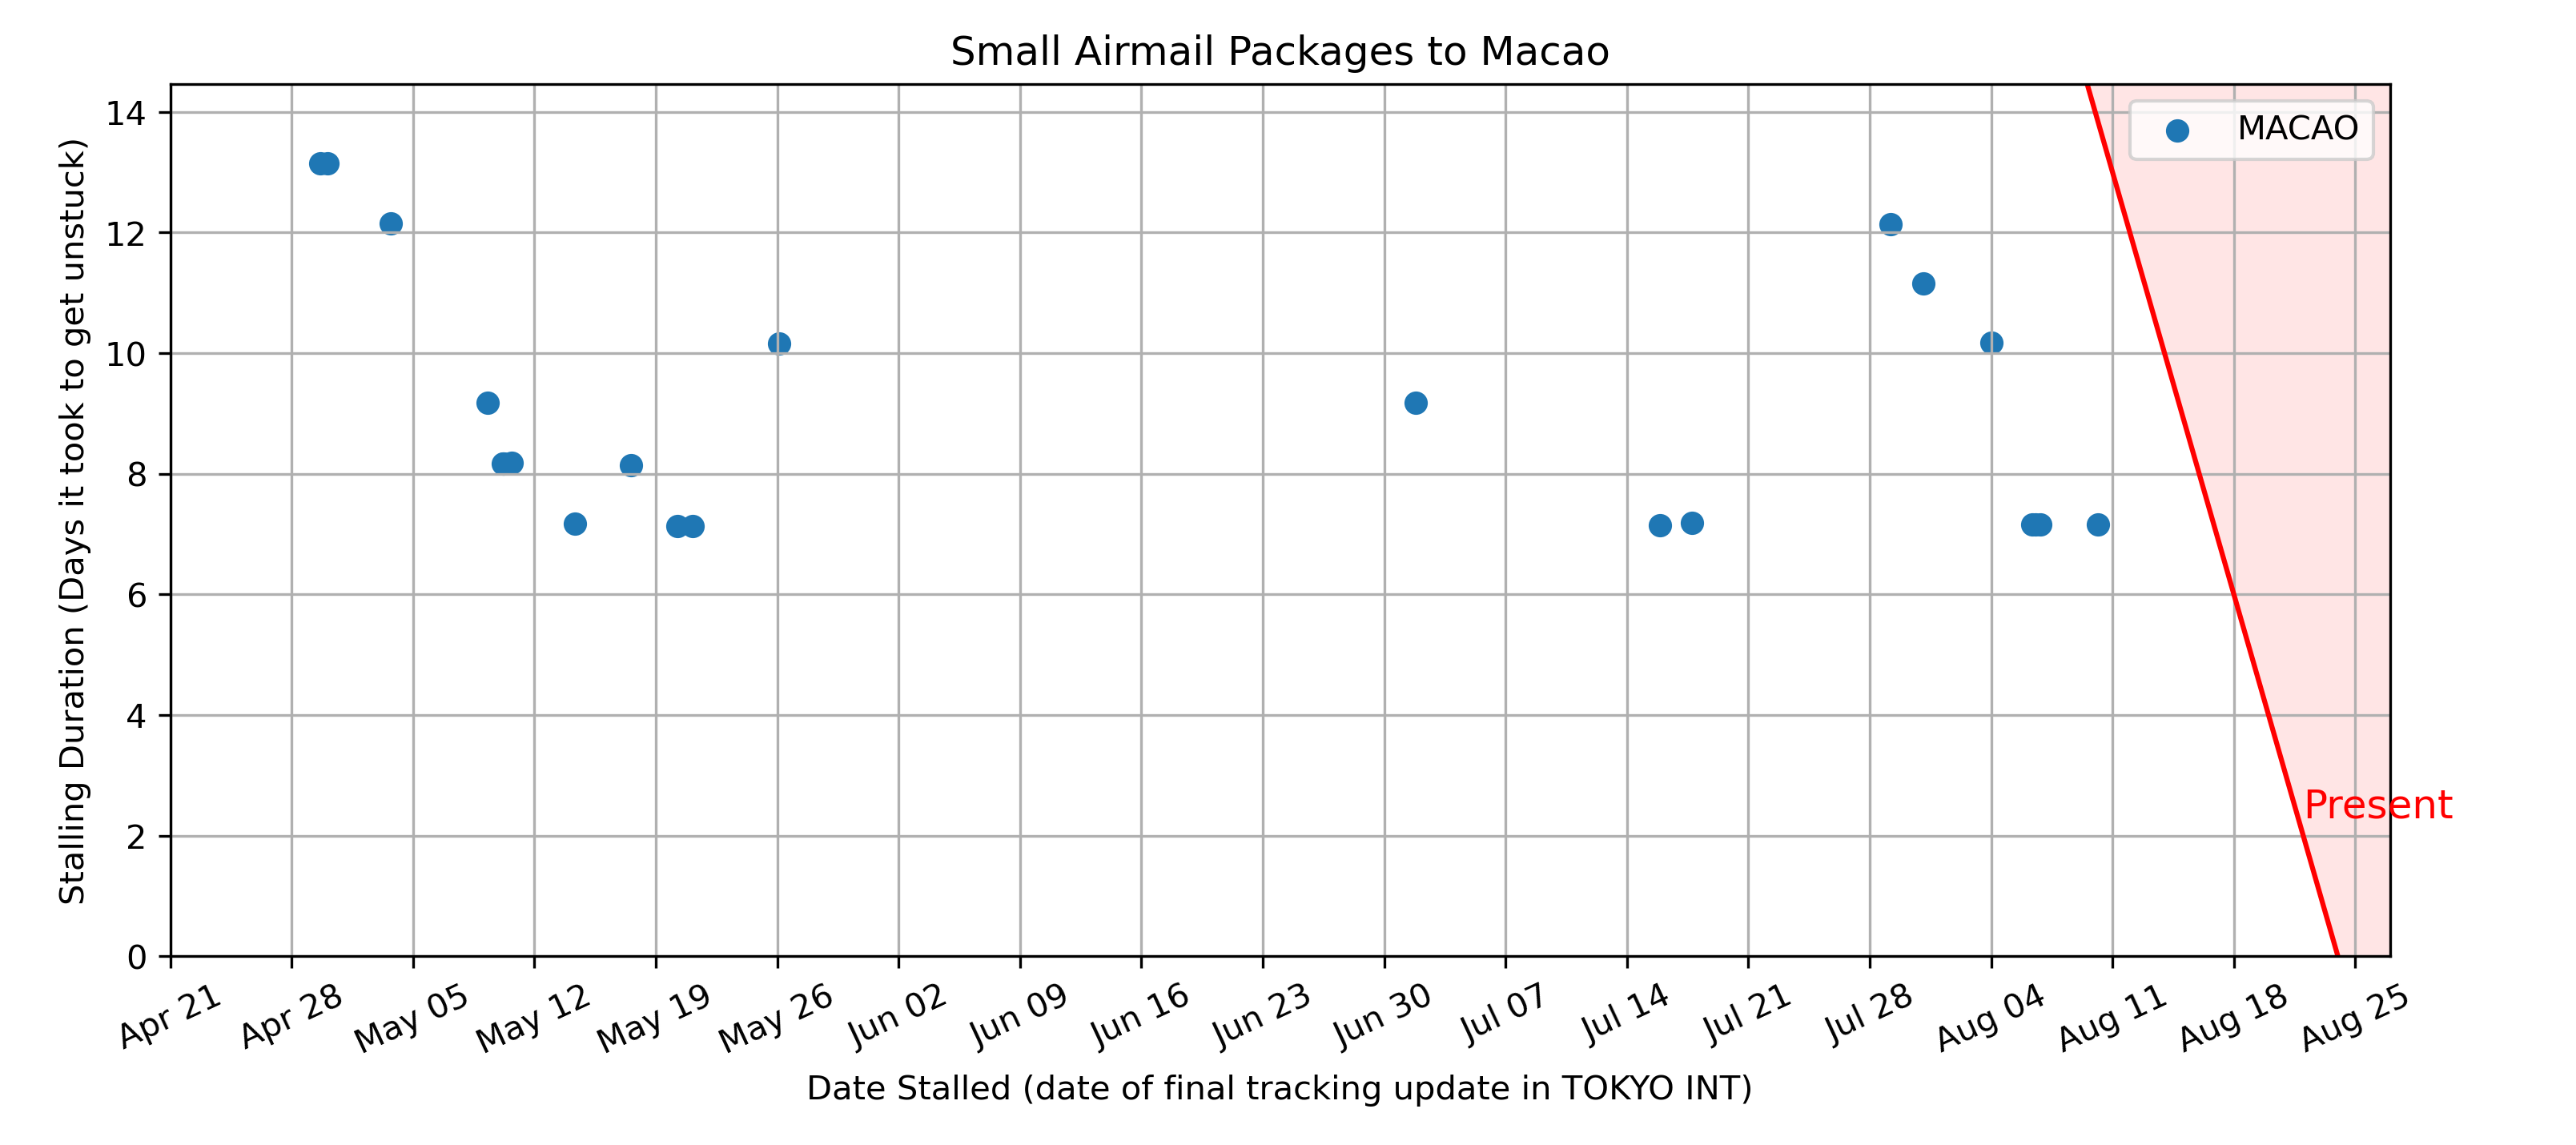 Small Airmail Packages to Macao
Stalling Duration (Days it took to get unstuck)
14
12
10
8
6
4
2
0
MACAO
Present
Apr 21
Apr 28
May 05
May 12
May 19
May 26
Jun 02
Jun 09
Jun 16
Jun 23
Jun 30
Jul 07
Jul 14
Jul 21
Jul 28
Aug 04
Aug 11
Aug 18
Aug 25
Date Stalled (date of final tracking update in TOKYO INT)